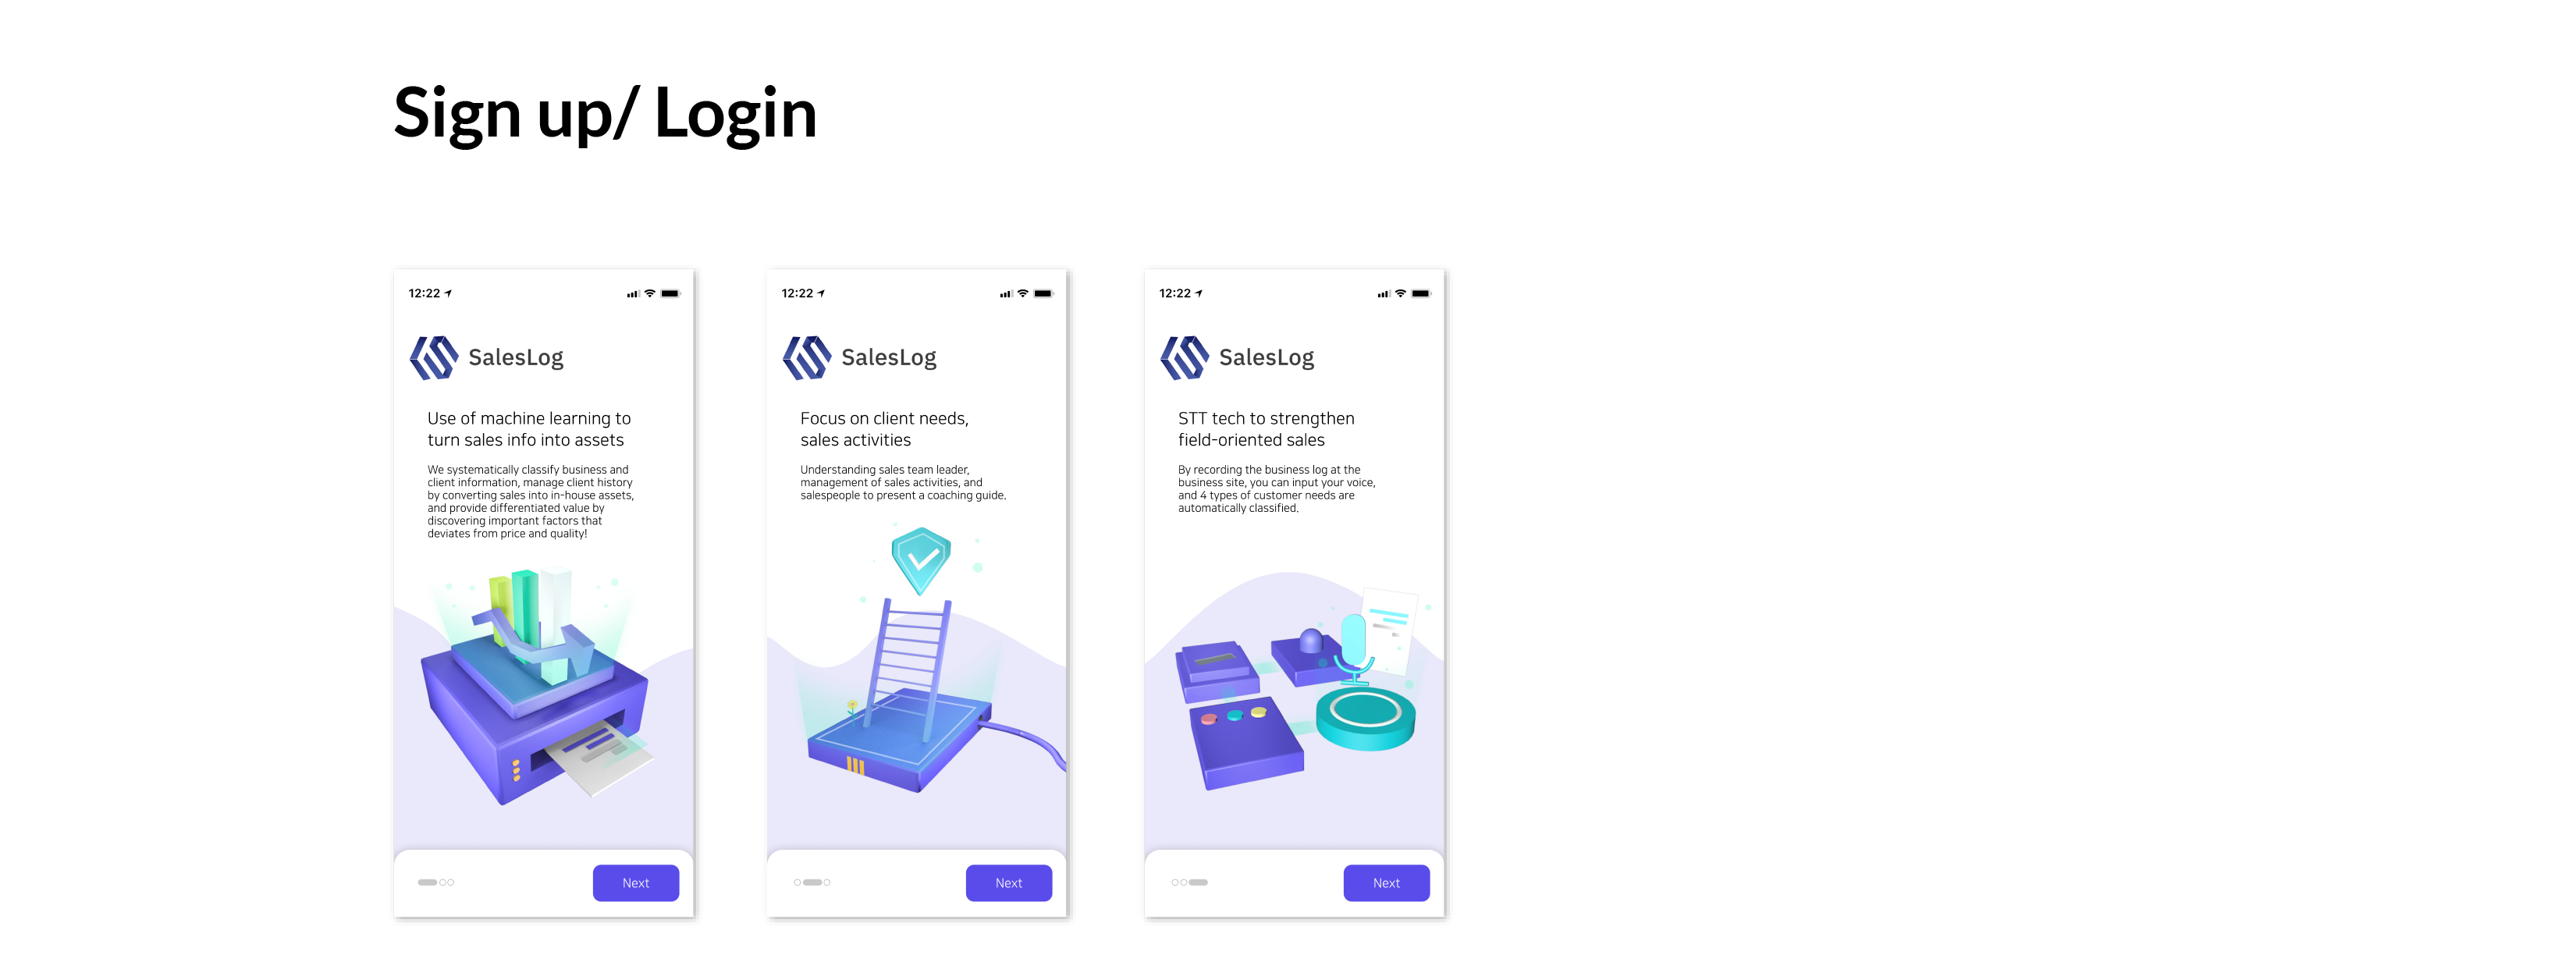 Sign up/ Login
12:22
SalesLog
Use of machine learning to
turn sales info into assets
We systematically classify business and
client information, manage client history
by converting sales into in-house assets,
and provide differentiated value by
discovering important factors that
deviates from price and quality!
Next
12:22
SalesLog
Focus on client needs,
sales activities
Understanding sales team leader,
management of sales activities, and
salespeople to present a coaching guide.
Next
12:22
SalesLog
STT tech to strengthen
field-oriented sales
By recording the business log at the
business site, you can input your voice,
and 4 types of customer needs are
automatically classified.
Next